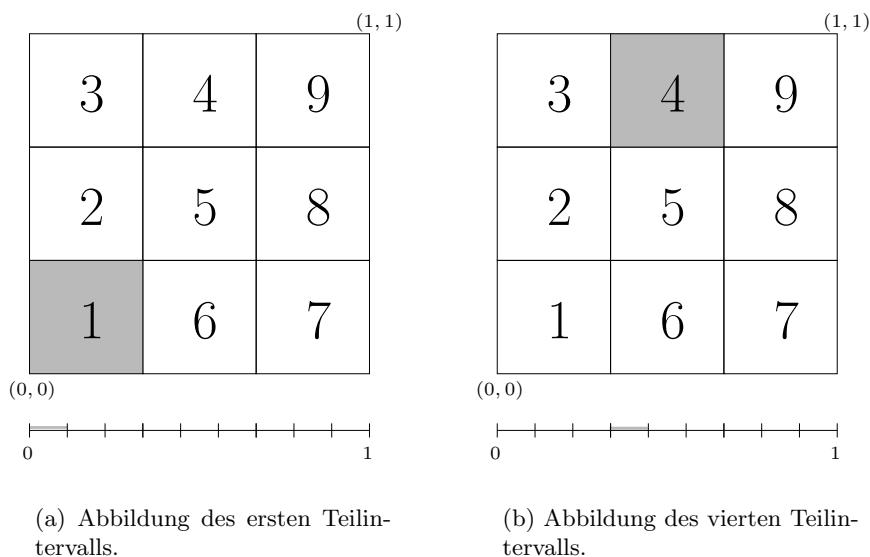 (1, 1)
3 4 9
2 5 8
1 6 7
(0, 0)
0 1
(a) Abbildung des ersten Teilin-
tervalls.
(1, 1)
3 4 9
2 5 8
1 6 7
(0, 0)
0 1
(b) Abbildung des vierten Teilin-
tervalls.